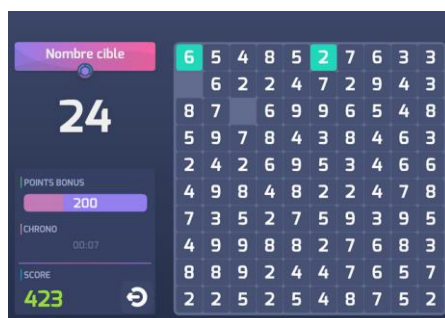 Nombre cible
24
POINTS BONUS
200
CHRONO
00:07
SCORE
423
6 5 4 8 5 2 7 6 3 3
6 2 2 4 7 2 9 4 3
8 7 6 9 9 6 5 4 8
5 9 7 8 4 3 8 4 6 3
2 4 2 6 9 5 3 4 6 6
4 9 8 4 8 2 2 4 7 8
7 3 5 2 7 5 9 3 9 5
4 9 9 8 8 2 7 6 8 3
8 8 9 2 4 4 7 6 5 7
2 2 5 2 5 4 8 7 5 2